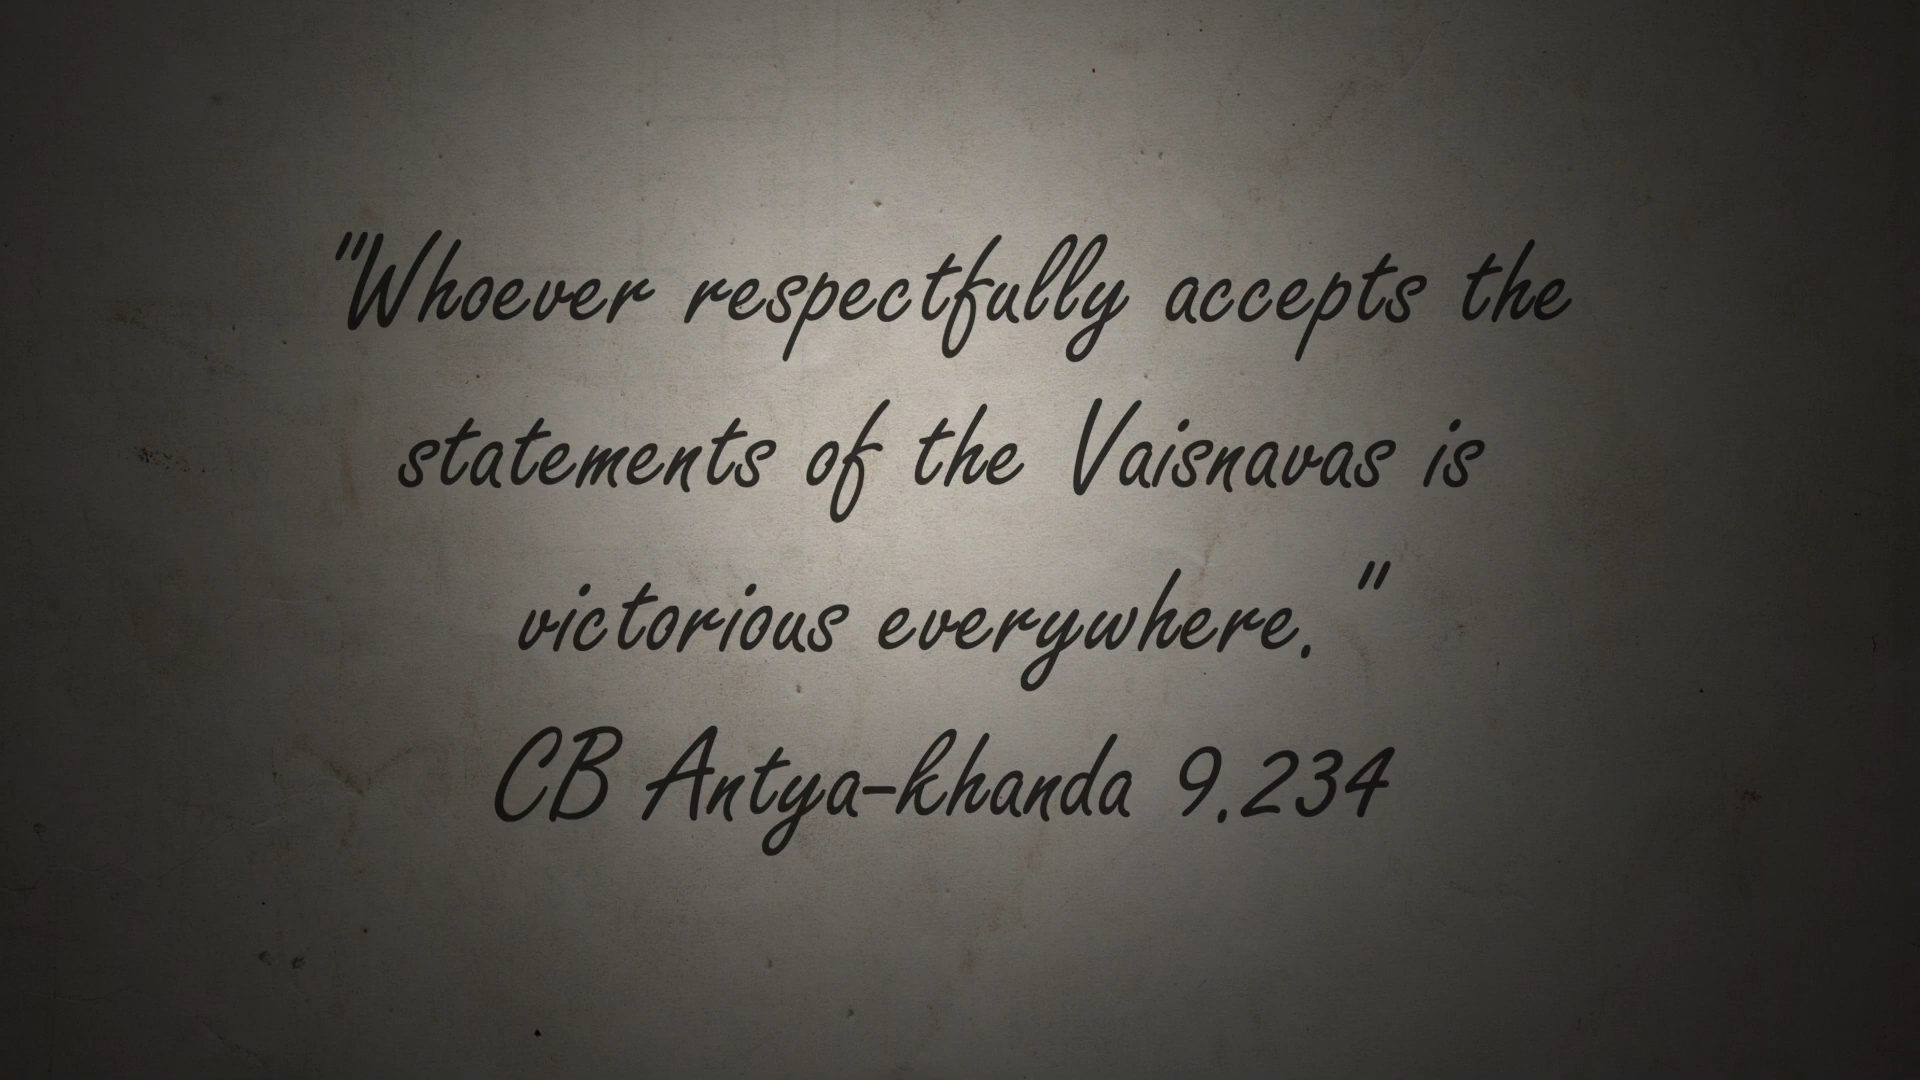 "Whoever respectfully accepts the
statements of the Vaisnavas is
victorious everywhere."
CB Antya-khanda 9.234